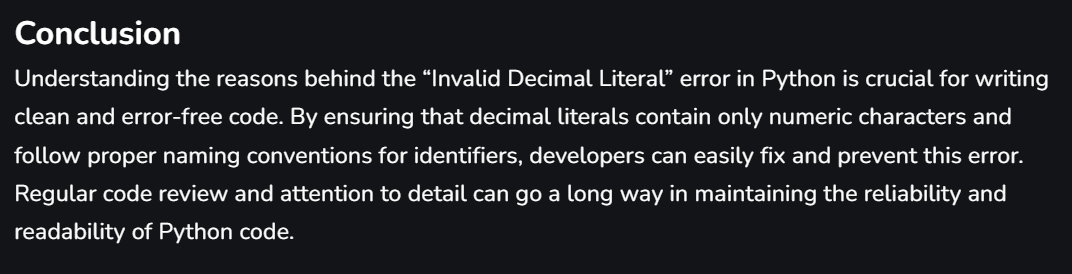 Conclusion
Understanding the reasons behind the “Invalid Decimal Literal” error in Python is crucial for writing
clean and error-free code. By ensuring that decimal literals contain only numeric characters and
follow proper naming conventions for identifiers, developers can easily fix and prevent this error.
Regular code review and attention to detail can go a long way in maintaining the reliability and
readability of Python code.